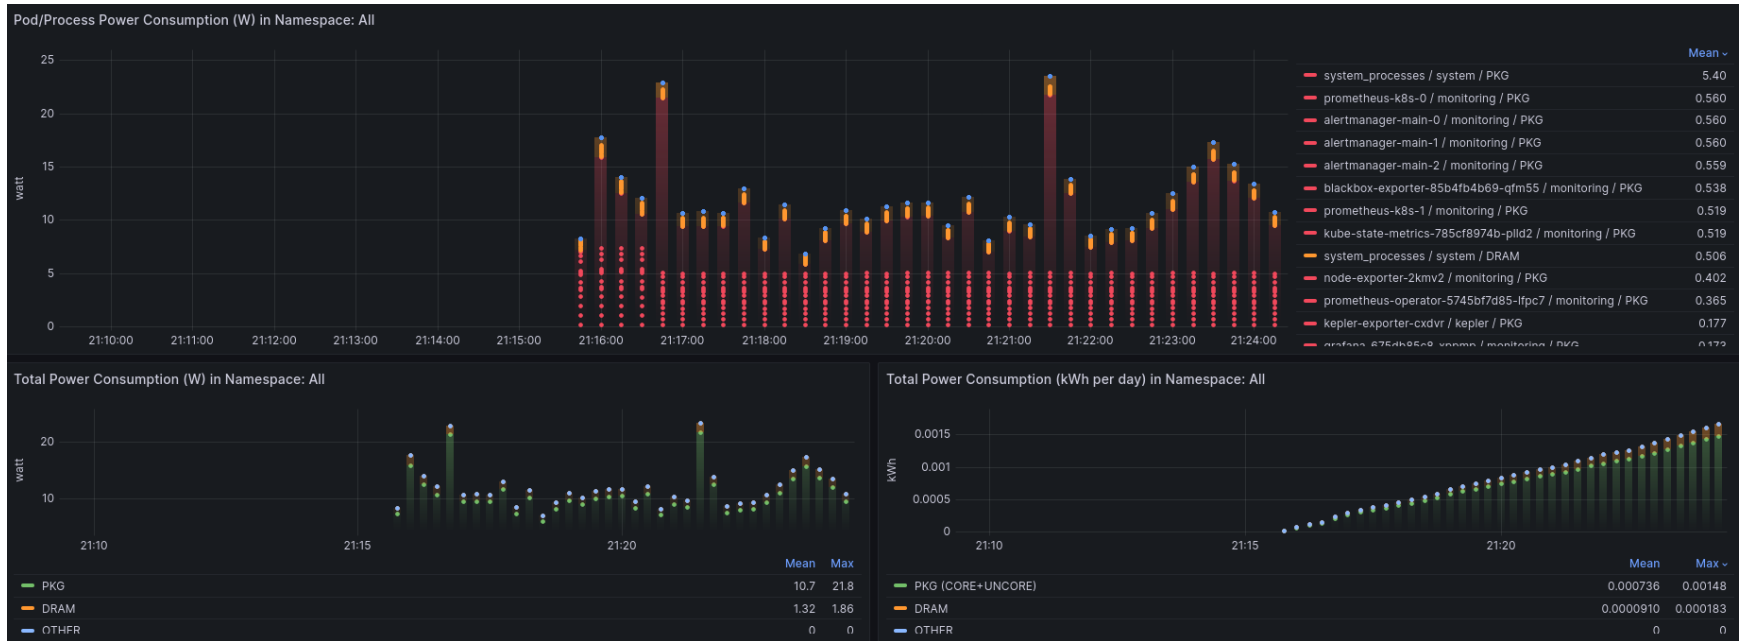 Pod/Process Power Consumption (W) in Namespace: All
25
20
15
10
5
0
watt
21:10:00 21:11:00 21:12:00 21:13:00 21:14:00 21:15:00 21:16:00 21:17:00 21:18:00 21:19:00 21:20:00 21:21:00 21:22:00 21:23:00 21:24:00
Mean
system_processes / system / PKG 5.40
prometheus-k8s-0 / monitoring / PKG 0.560
alertmanager-main-0 / monitoring / PKG 0.560
alertmanager-main-1 / monitoring / PKG 0.560
alertmanager-main-2 / monitoring / PKG 0.559
blackbox-exporter-85b4fb4b69-qfm55 / monitoring / PKG 0.538
prometheus-k8s-1 / monitoring / PKG 0.519
kube-state-metrics-785cf8974b-plld2 / monitoring / PKG 0.519
system_processes / system / DRAM 0.506
node-exporter-2kmv2 / monitoring / PKG 0.402
prometheus-operator-5745bf7d85-lfpc7 / monitoring / PKG 0.365
kepler-exporter-cxdvr / kepler / PKG 0.177
/ monitoring / PKG 0.173
Total Power Consumption (W) in Namespace: All
20
10
watt
21:10 21:15 21:20
Mean Max
PKG 10.7 21.8
DRAM 1.32 1.86
OTHER 0 0
Total Power Consumption (kWh per day) in Namespace: All
0.0015
0.001
0.0005
0
kWh
21:10 21:15 21:20
Mean Max
PKG (CORE+UNCORE) 0.000736 0.00148
DRAM 0.0000910 0.000183
OTHER 0 0